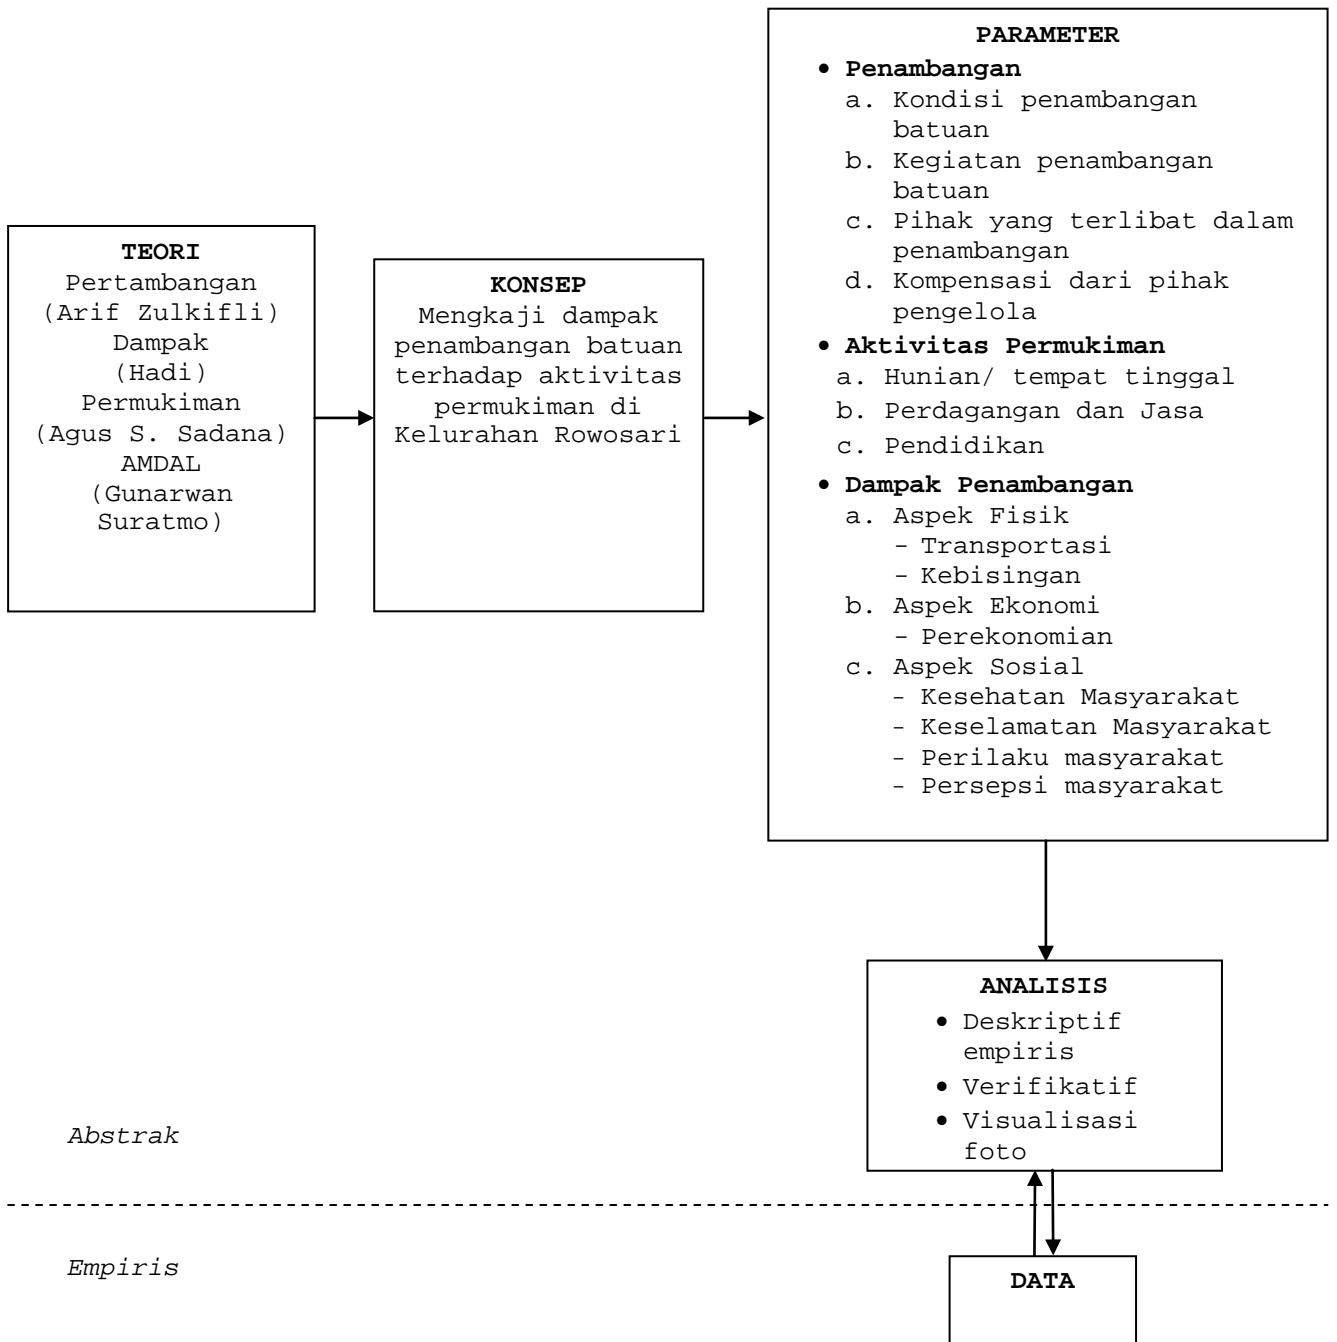 TEORI
Pertambangan
(Arif Zulkifli)
Dampak
(Hadi)
Permukiman
(Agus S. Sadana)
AMDAL
(Gunarwan
Suratmo)
KONSEP
Mengkaji dampak
penambangan batuan
terhadap aktivitas
permukiman di
Kelurahan Rowosari
PARAMETER
• Penambangan
a. Kondisi penambangan
batuan
b. Kegiatan penambangan
batuan
c. Pihak yang terlibat dalam
penambangan
d. Kompensasi dari pihak
pengelola
• Aktivitas Permukiman
a. Hunian/ tempat tinggal
b. Perdagangan dan Jasa
c. Pendidikan
• Dampak Penambangan
a. Aspek Fisik
- Transportasi
- Kebisingan
b. Aspek Ekonomi
- Perekonomian
c. Aspek Sosial
- Kesehatan Masyarakat
- Keselamatan Masyarakat
- Perilaku masyarakat
- Persepsi masyarakat
ANALISIS
• Deskriptif
empiris
• Verifikatif
• Visualisasi
foto
Abstrak
Empiris
DATA